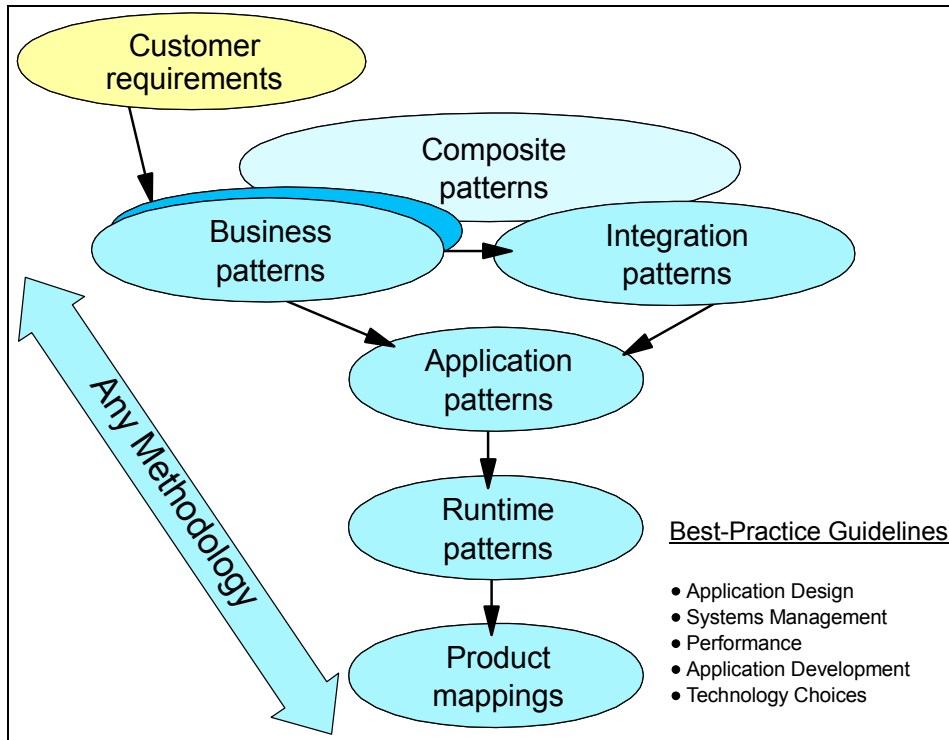 Customer
requirements
Composite
patterns
Business
patterns
Integration
patterns
Application
patterns
Any Methodology
Runtime
patterns
Best-Practice Guidelines
● Application Design
● Systems Management
● Performance
● Application Development
● Technology Choices
Product
mappings